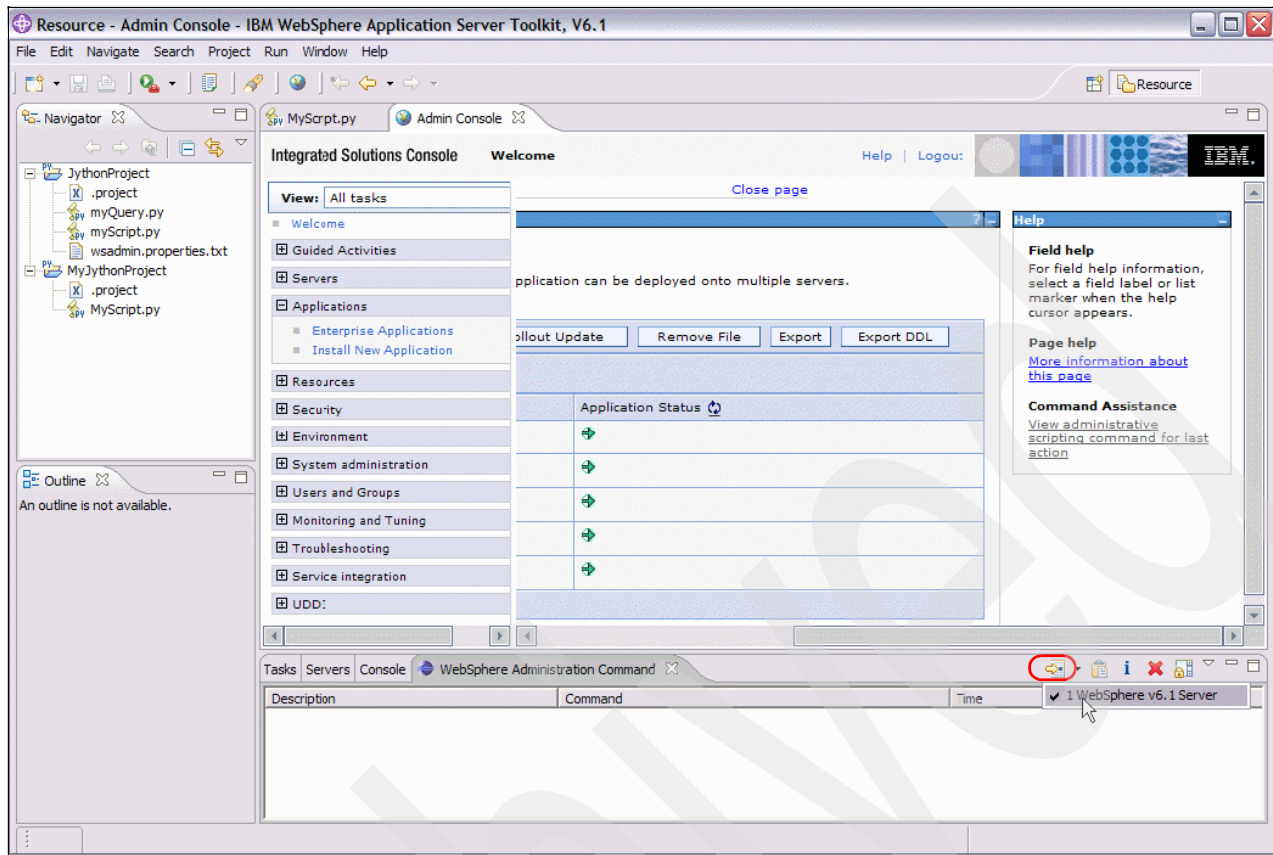 Resource - Admin Console - IBM WebSphere Application Server Toolkit, V6.1
File Edit Navigate Search Project Run Window Help
Resource
Navigator
JythonProject
.project
myQuery.py
myScript.py
wsadmin.properties.txt
MyJythonProject
.project
MyScript.py
Outline
An outline is not available.
MyScrpt.py
Admin Console
Integrated Solutions Console Welcome Help | Logou:
IBM.
View: All tasks
Welcome
Guided Activities
Servers
Applications
Enterprise Applications
Install New Application
Resources
Security
Environment
System administration
Users and Groups
Monitoring and Tuning
Troubleshooting
Service integration
UDD:
Close page
?
pplication can be deployed onto multiple servers.
ollout Update Remove File Export Export DDL
Application Status
Help
Field help
For field help information,
select a field label or list
marker when the help
cursor appears.
Page help
More information about
this page
Command Assistance
View administrative
scripting command for last
action
Tasks Servers Console WebSphere Administration Command
Description Command Time
1 WebSphere v6.1 Server